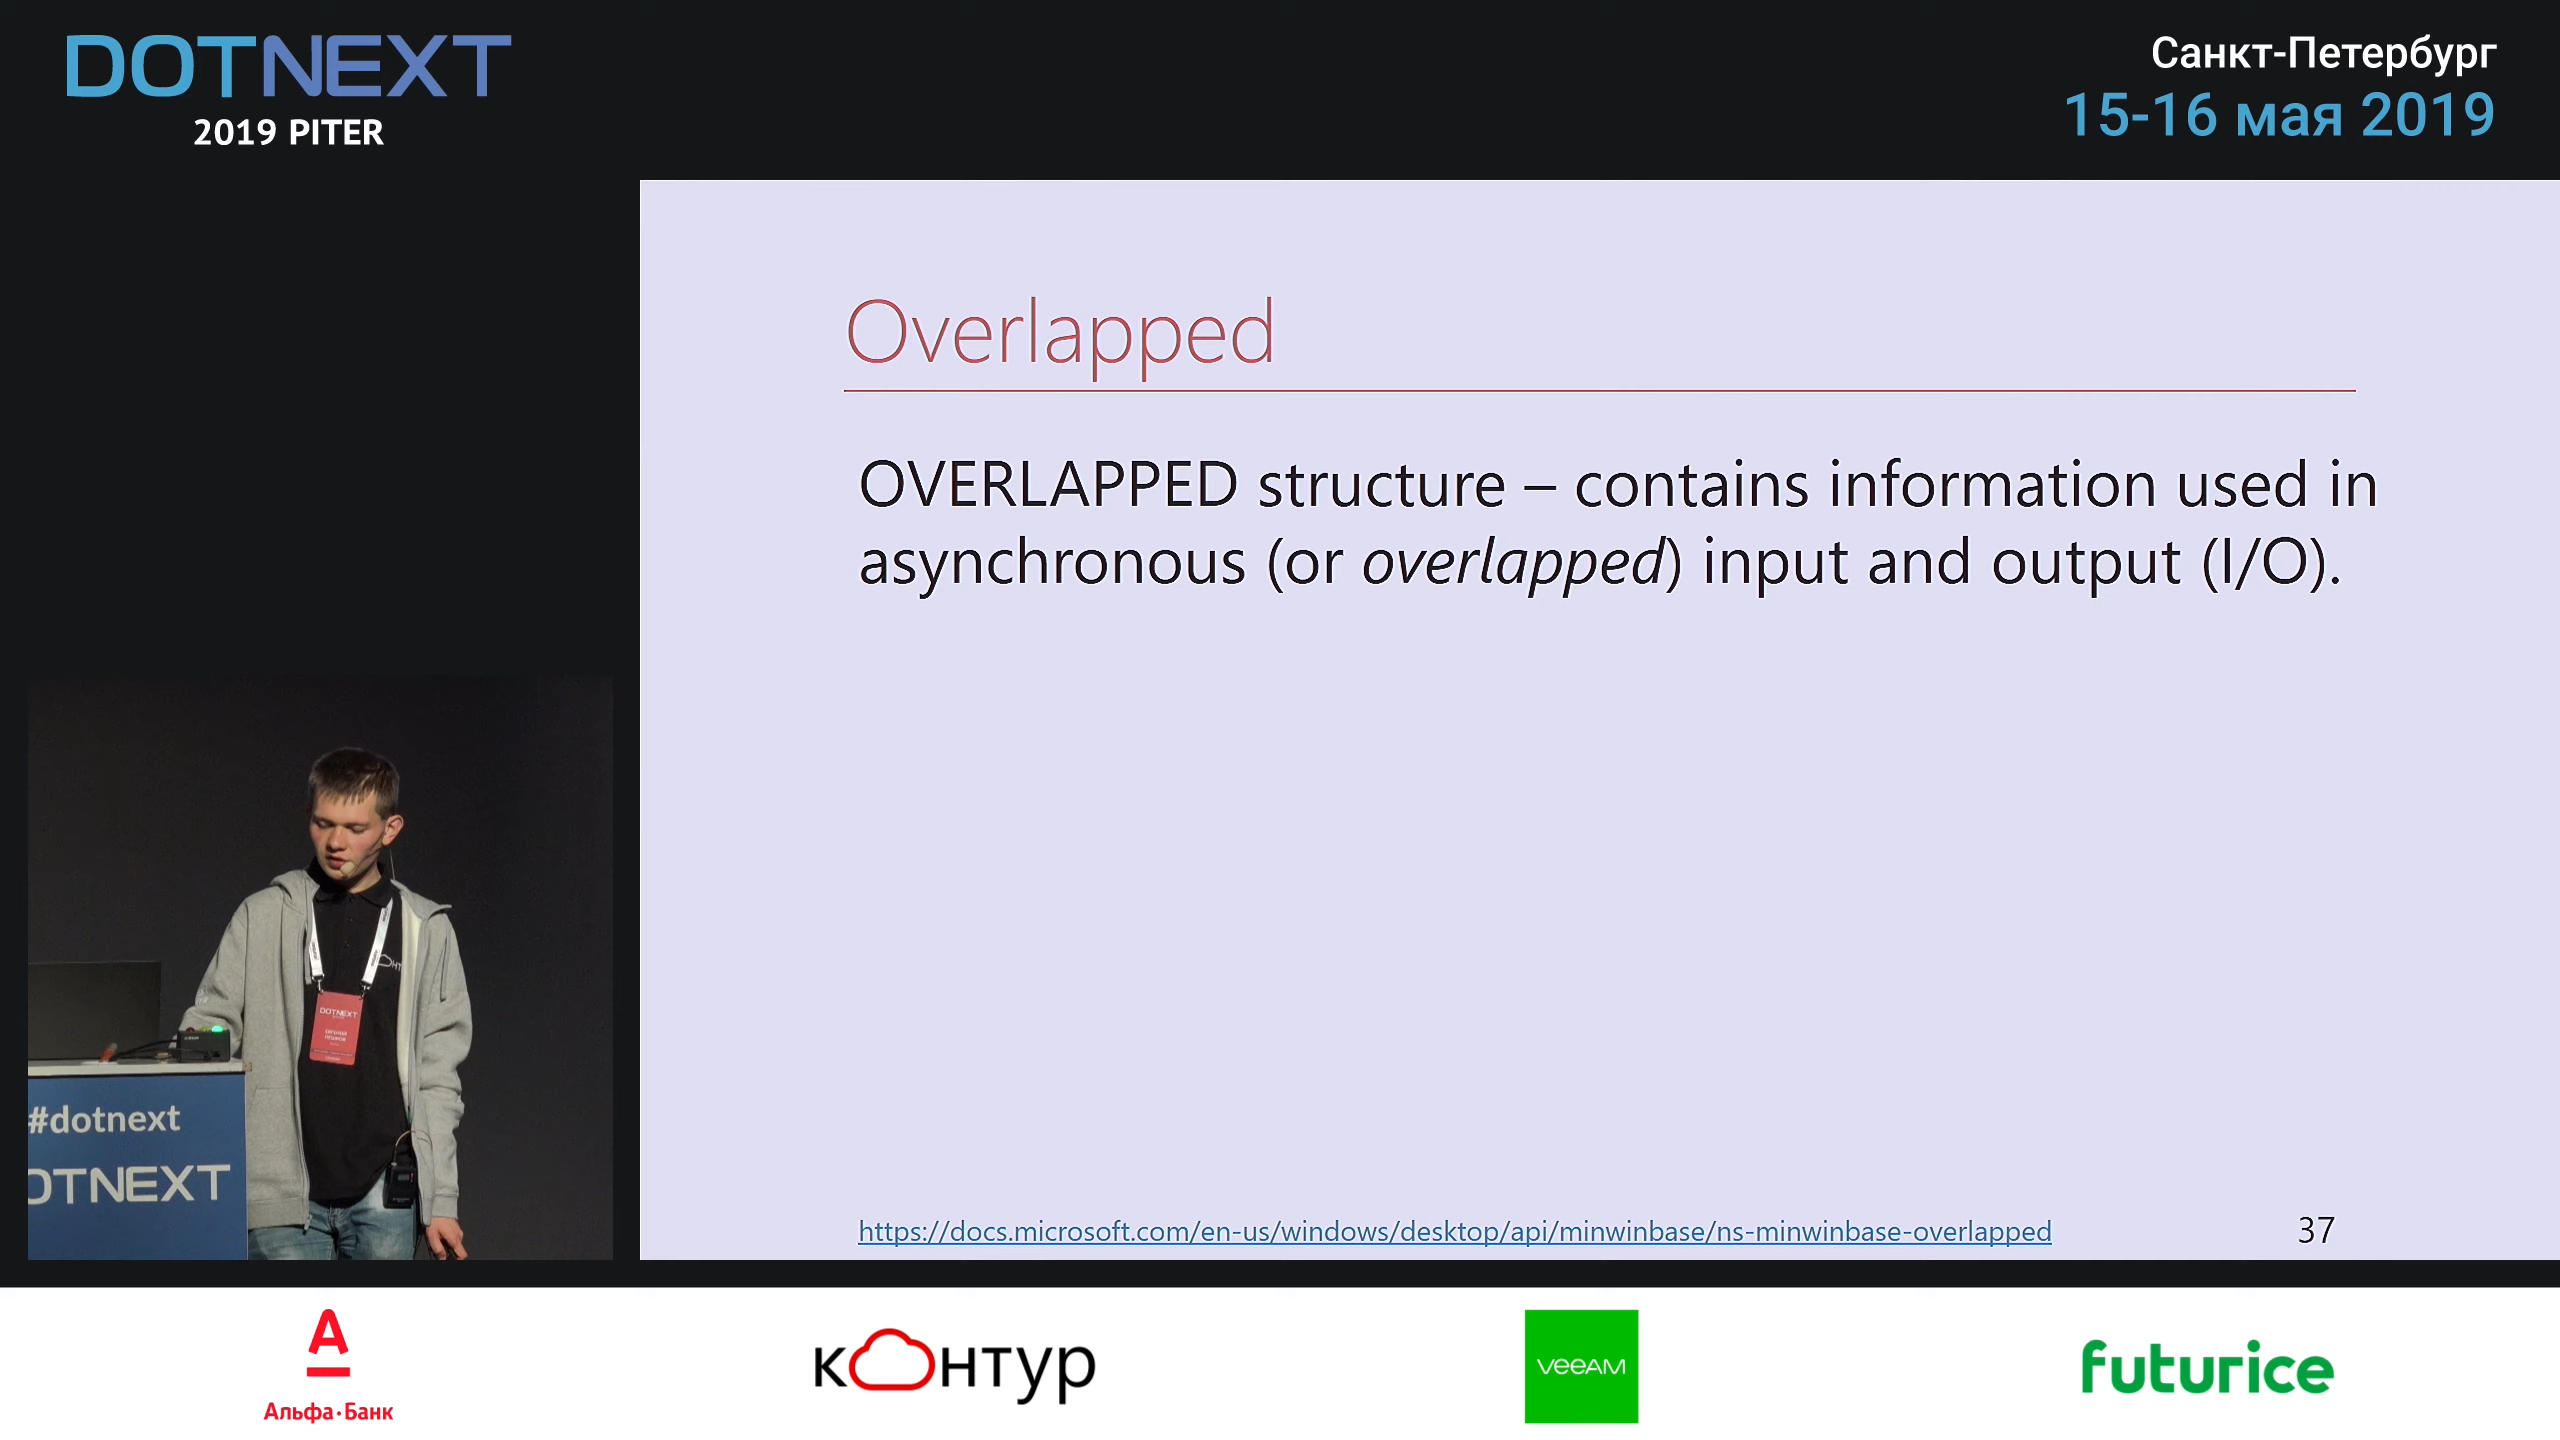 DOTNEXT
2019 PITER
Санкт-Петербург
15-16 мая 2019
Overlapped
OVERLAPPED structure – contains information used in
asynchronous (or overlapped) input and output (I/O).
https://docs.microsoft.com/en-us/windows/desktop/api/minwinbase/ns-minwinbase-overlapped
37
DOTNEXT
#dotnext
OTNEXT
А
Альфа·Банк
контур
veeam
futurice